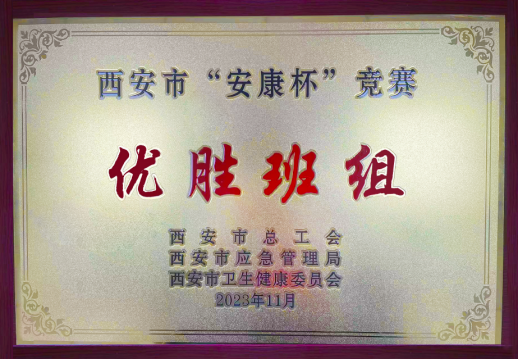 西安市“安康杯”竞赛
优胜班组
西安市总工会
西安市应急管理局
西安市卫生健康委员会
2023年11月